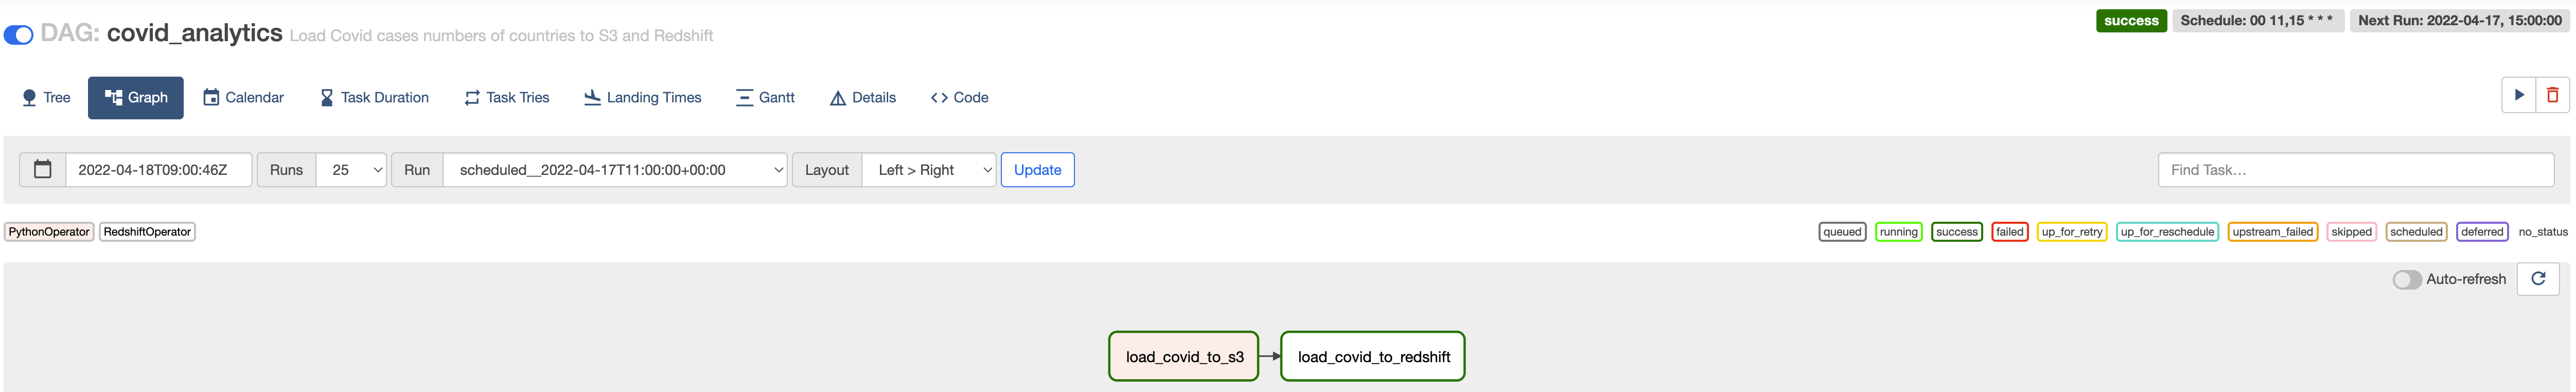 DAG: covid_analytics Load Covid cases numbers of countries to S3 and Redshift
success Schedule: 00 11,15 * * * Next Run: 2022-04-17, 15:00:00
Tree Graph Calendar Task Duration Task Tries Landing Times Gantt Details <> Code
2022-04-18T09:00:46Z Runs 25 Run scheduled__2022-04-17T11:00:00+00:00 Layout Left > Right Update Find Task...
PythonOperator RedshiftOperator queued running success failed up_for_retry up_for_reschedule upstream_failed skipped scheduled deferred no_status
Auto-refresh
load_covid_to_s3 load_covid_to_redshift